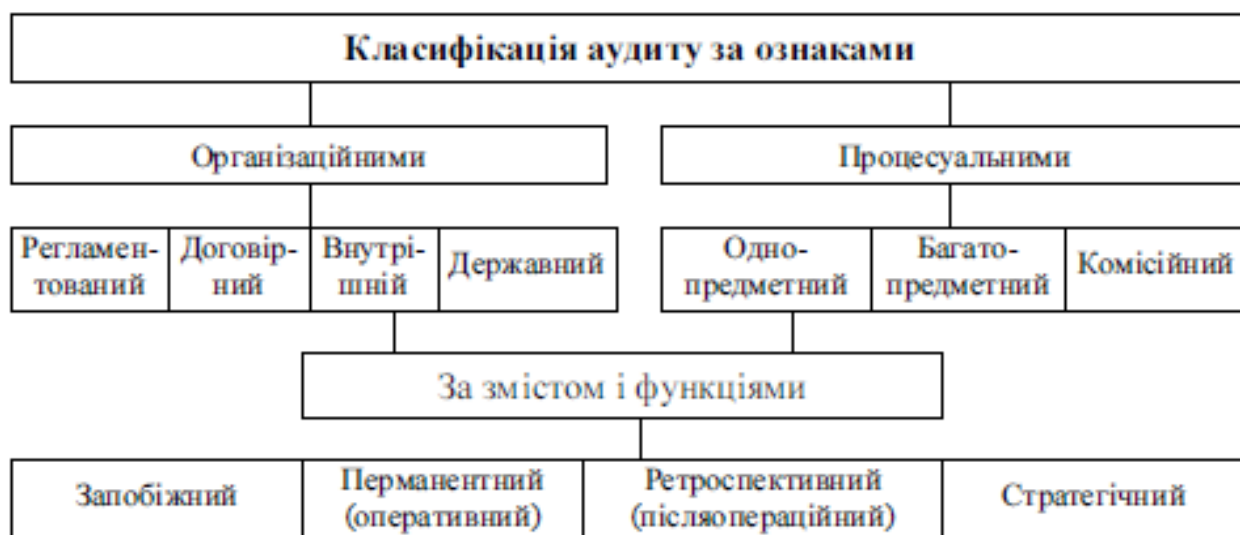 Класифікація аудиту за ознаками
Організаційними
Процесуальними
Регламен-
тований
Договір-
ний
Внутрі-
шній
Державний
Одно-
предметний
Багато-
предметний
Комісійний
За змістом і функціями
Запобіжний
Перманентний
(оперативний)
Ретроспективний
(післяопераційний)
Стратегічний